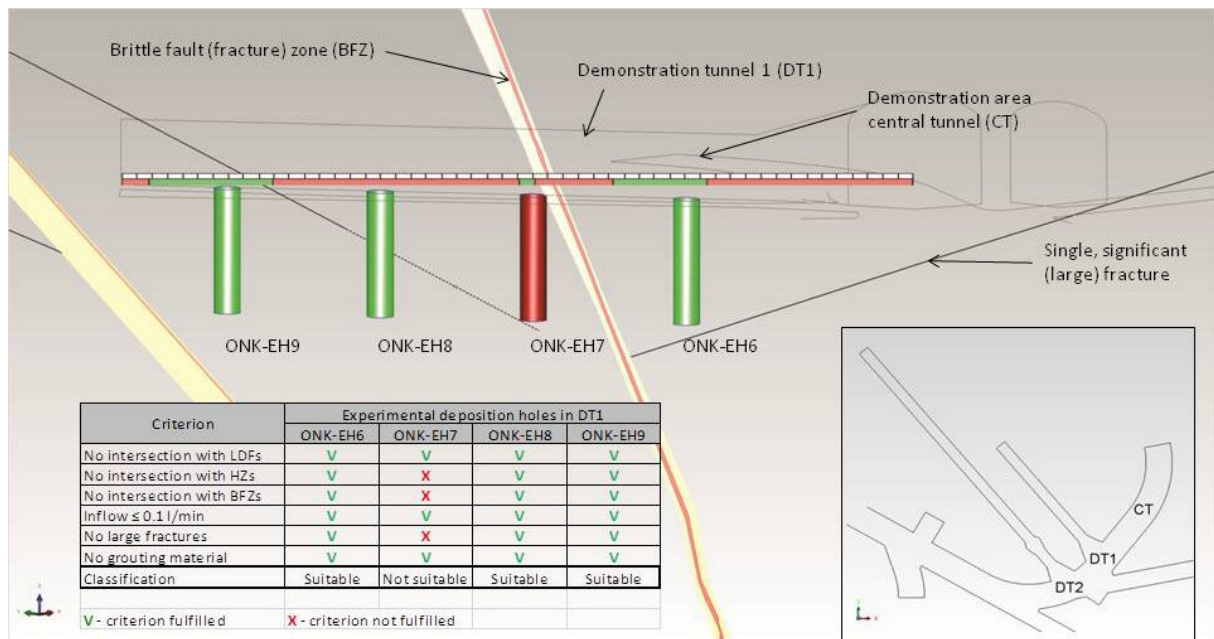 Brittle fault (fracture) zone (BFZ)
Demonstration tunnel 1 (DT1)
Demonstration area
central tunnel (CT)
Single, significant
(large) fracture
ONK-EH9
ONK-EH8
ONK-EH7
ONK-EH6
Criterion
Experimental deposition holes in DT1
ONK-EH6 ONK-EH7 ONK-EH8 ONK-EH9
No intersection with LDFs V V V V
No intersection with HZs V X V V
No intersection with BFZs V X V V
Inflow ≤ 0.1 l/min V V V V
No large fractures V X V V
No grouting material V V V V
Classification Suitable Not suitable Suitable Suitable
V - criterion fulfilled X - criterion not fulfilled
CT
DT1
DT2